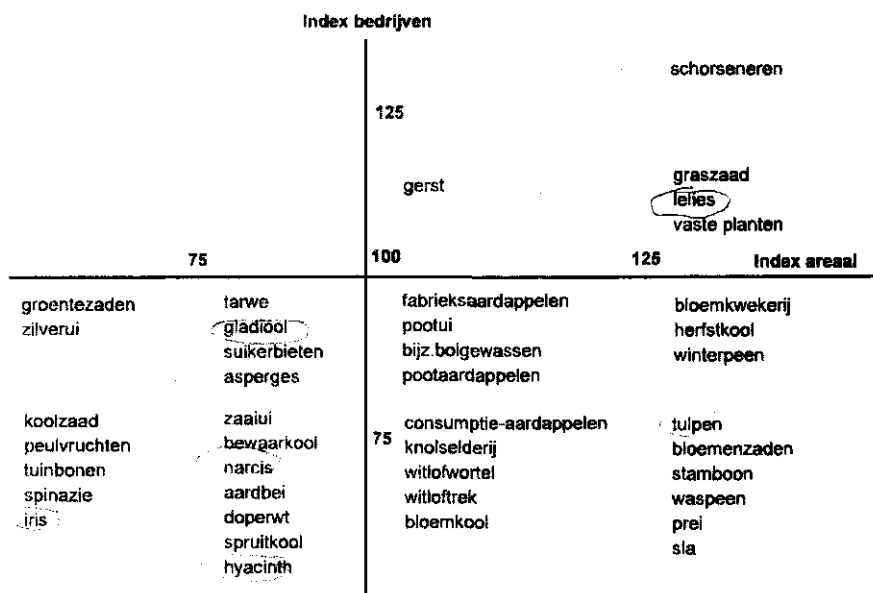 Index bedrijven
schorseneren
125
gerst
graszaad
lelies
vaste planten
75
100
125
Index areaal
groentezaden
zilverui
tarwe
gladiool
suikerbieten
asperges
fabrieksaardappelen
pootui
bijz.bolgewassen
pootaardappelen
bloemkwekerij
herfstkool
winterpeen
koolzaad
peulvruchten
tuinbonen
spinazie
iris
zaaiui
bewaarkool
narcis
aardbei
doperwt
spruitkool
hyacinth
75
consumptie-aardappelen
knolselderij
witlofwortel
witloftrek
bloemkool
tulpen
bloemenzaden
stamboon
waspeen
prei
sla